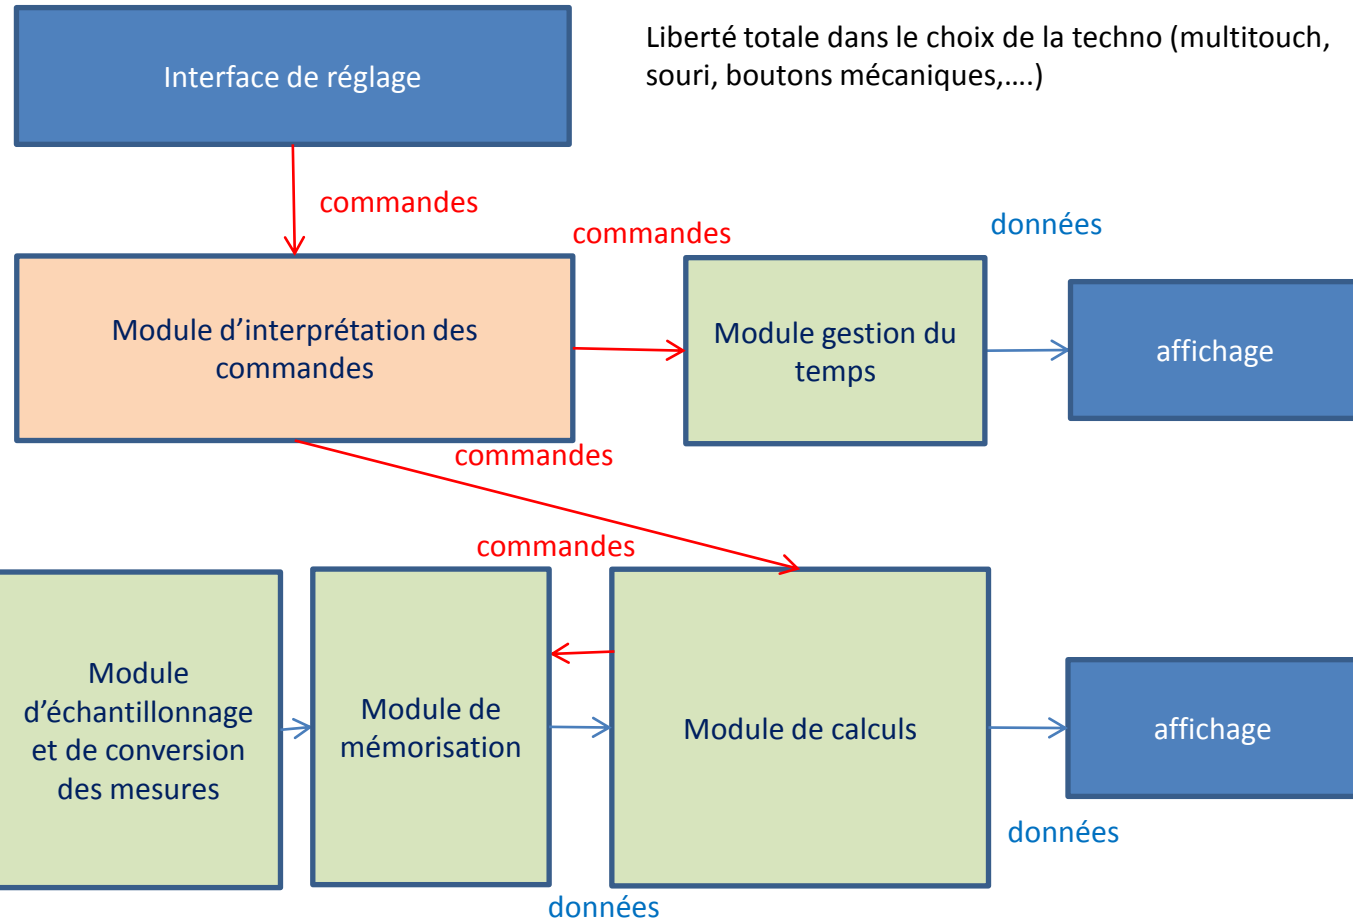 Interface de réglage
Liberté totale dans le choix de la techno (multitouch,
souri, boutons mécaniques,....)
commandes
commandes
données
Module d’interprétation des
commandes
Module gestion du
temps
affichage
commandes
commandes
Module
d’échantillonnage
et de conversion
des mesures
Module de
mémorisation
Module de calculs
affichage
données
données